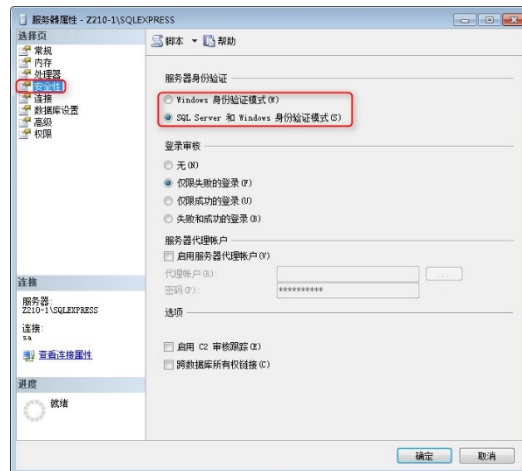 服务器属性 - Z210-1\SQLEXPRESS
选择页
常规
内存
处理器
安全性
连接
数据库设置
高级
权限
脚本 帮助
服务器身份验证
Windows 身份验证模式(W)
SQL Server 和 Windows 身份验证模式(S)
登录审核
无(N)
仅限失败的登录(F)
仅限成功的登录(U)
失败和成功的登录(B)
服务器代理帐户
启用服务器代理帐户(Y)
代理帐户(R):
...
密码(P):
**********
选项
启用 C2 审核跟踪(E)
跨数据库所有权链接(C)
连接
服务器:
Z210-1\SQLEXPRESS
连接:
sa
查看连接属性
进度
就绪
确定
取消